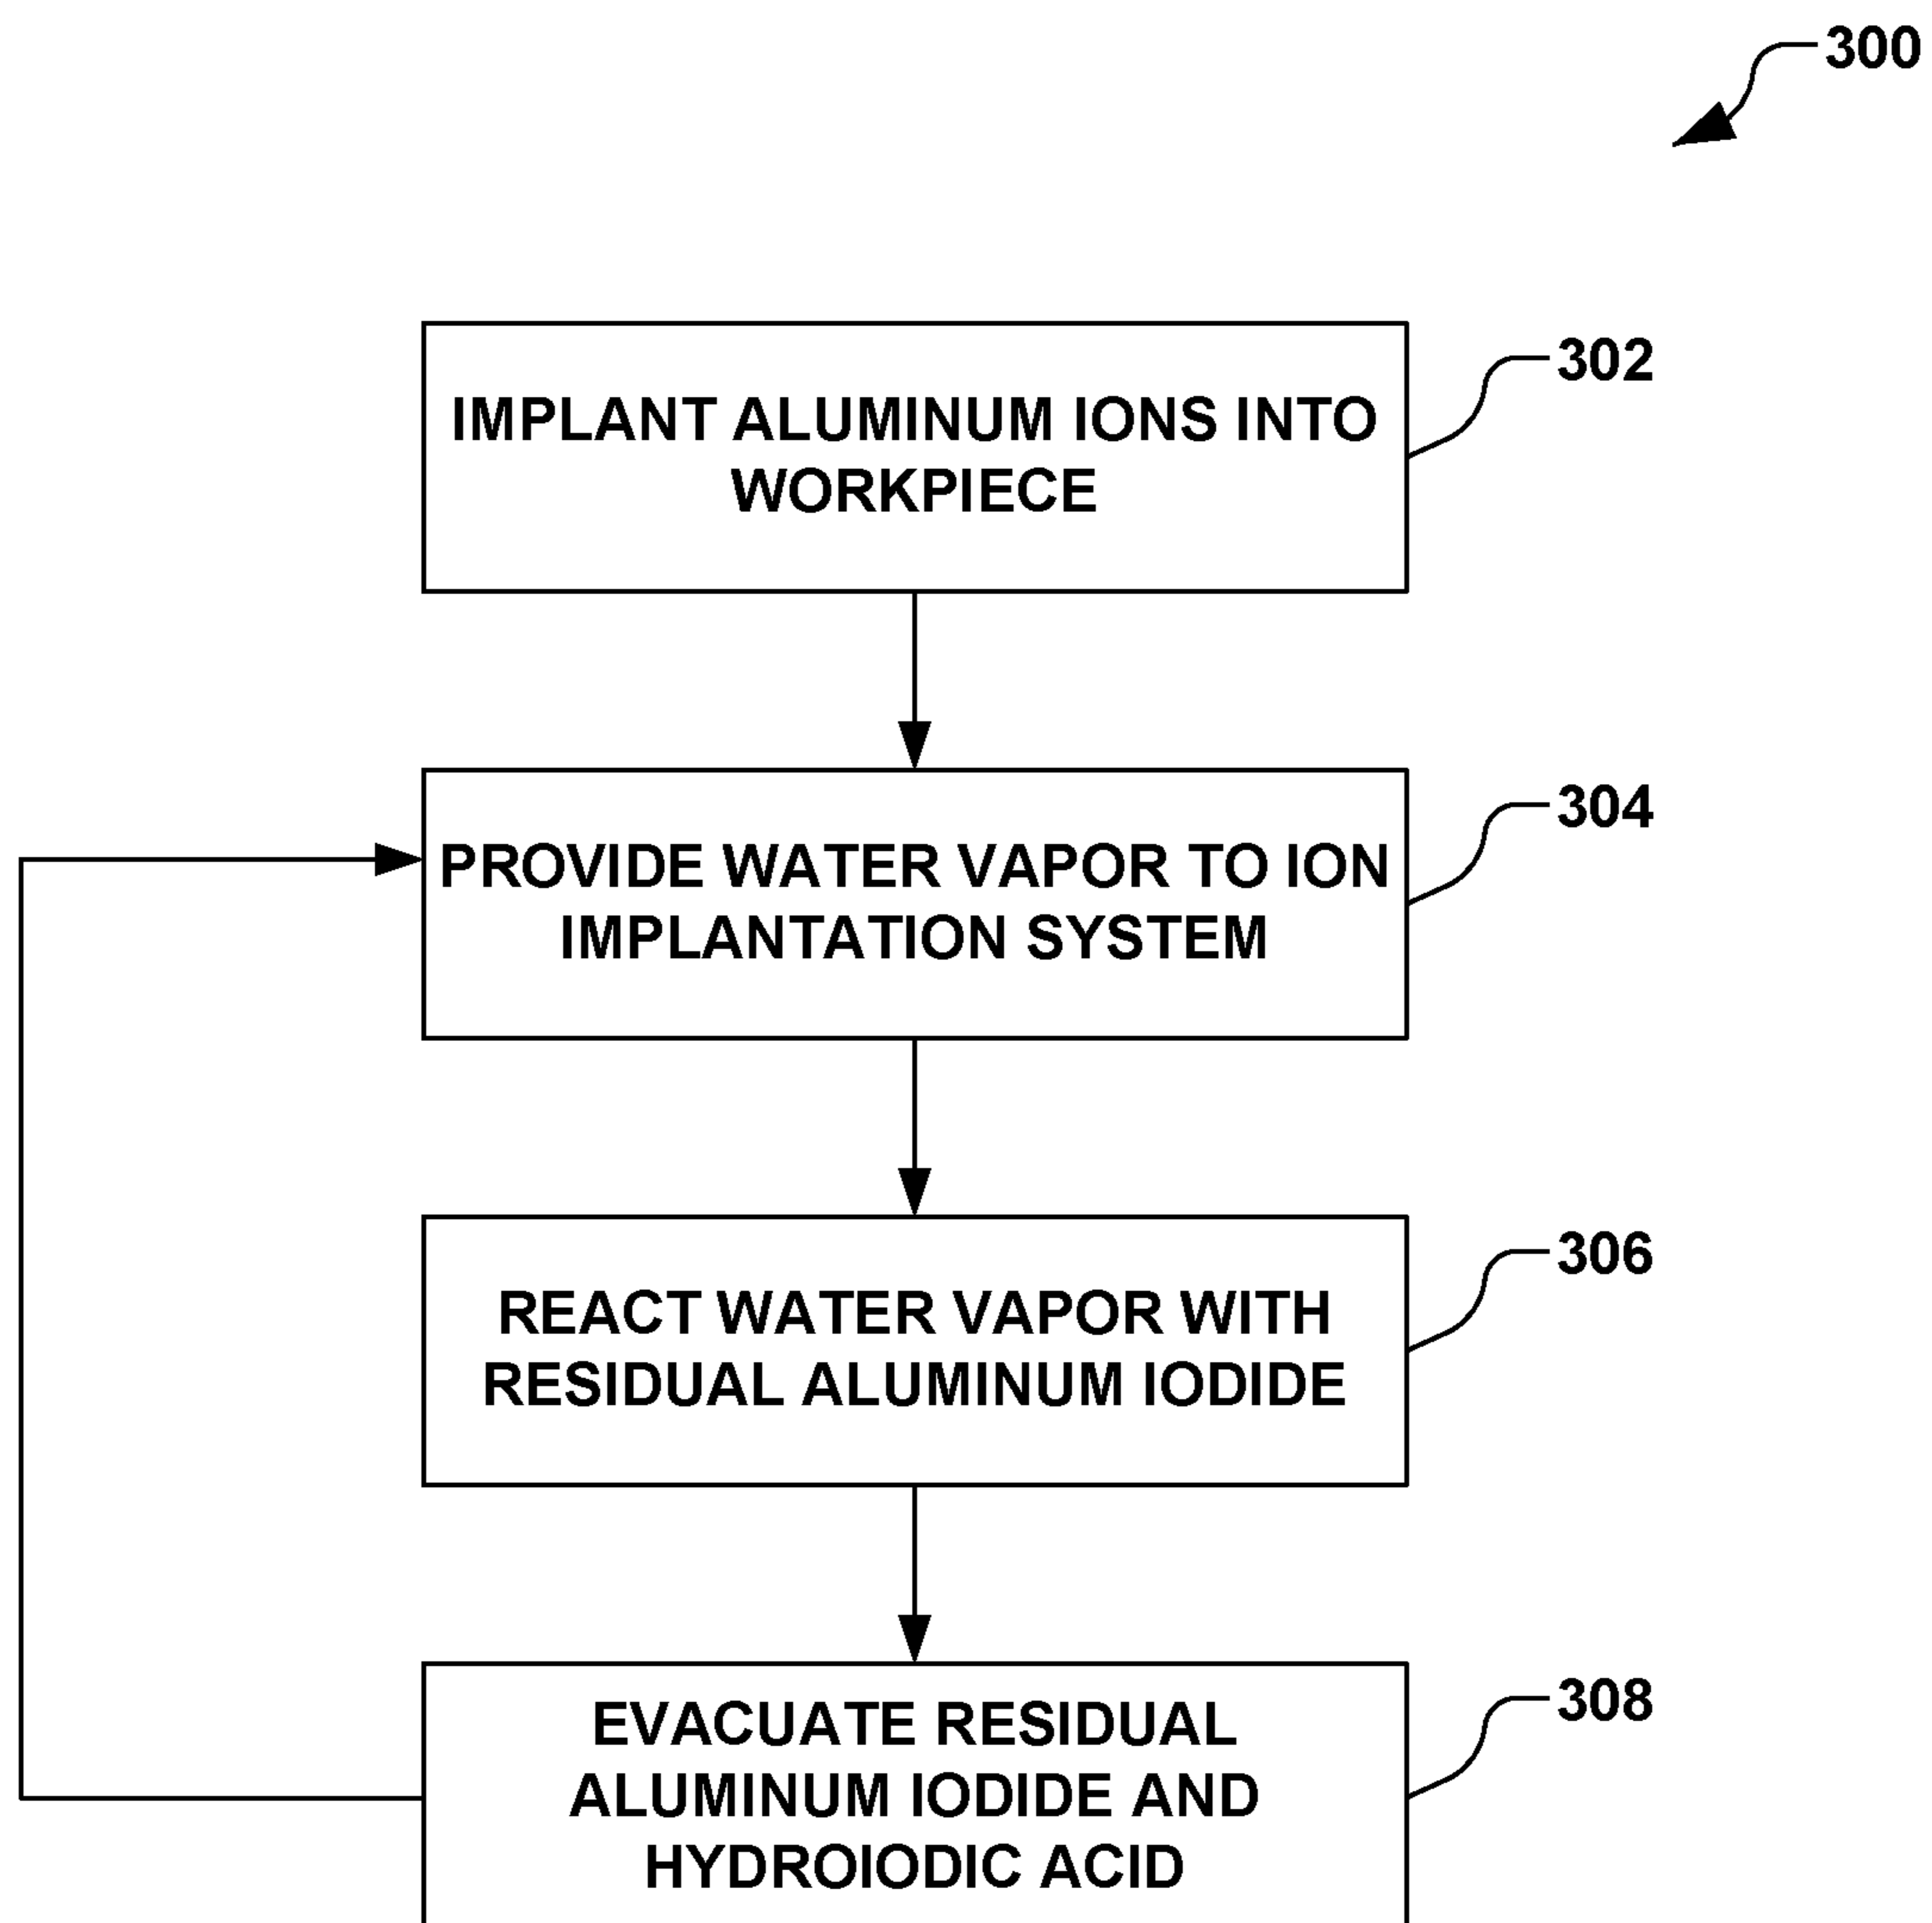 300
302
IMPLANT ALUMINUM IONS INTO
WORKPIECE
304
PROVIDE WATER VAPOR TO ION
IMPLANTATION SYSTEM
306
REACT WATER VAPOR WITH
RESIDUAL ALUMINUM IODIDE
308
EVACUATE RESIDUAL
ALUMINUM IODIDE AND
HYDROIODIC ACID